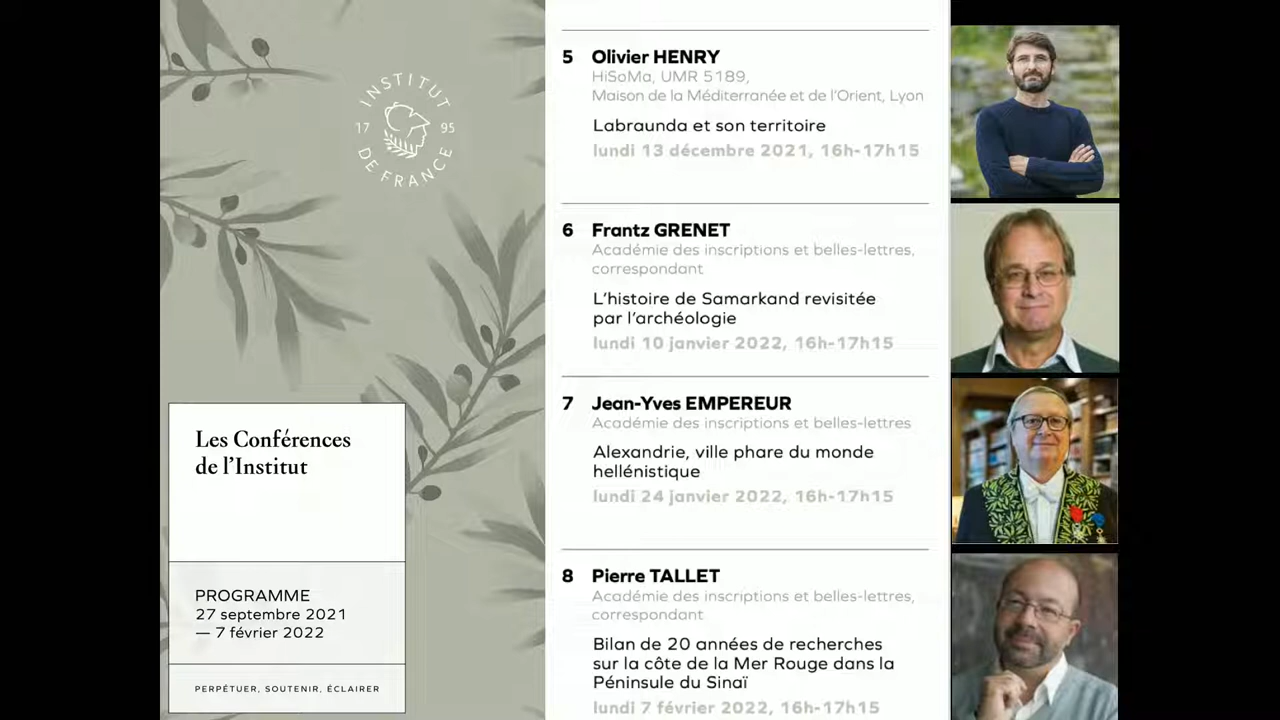 INSTITUT
17 95
DE FRANCE
Les Conférences
de l'Institut
PROGRAMME
27 septembre 2021
— 7 février 2022
PERPÉTUER, SOUTENIR, ÉCLAIRER
5 Olivier HENRY
HiSoMa, UMR 5189,
Maison de la Méditerranée et de l'Orient, Lyon
Labraunda et son territoire
lundi 13 décembre 2021, 16h-17h15
6 Frantz GRENET
Académie des inscriptions et belles-lettres,
correspondant
L'histoire de Samarkand revisitée
par l'archéologie
lundi 10 janvier 2022, 16h-17h15
7 Jean-Yves EMPEREUR
Académie des inscriptions et belles-lettres
Alexandrie, ville phare du monde
hellénistique
lundi 24 janvier 2022, 16h-17h15
8 Pierre TALLET
Académie des inscriptions et belles-lettres,
correspondant
Bilan de 20 années de recherches
sur la côte de la Mer Rouge dans la
Péninsule du Sinaï
lundi 7 février 2022, 16h-17h15